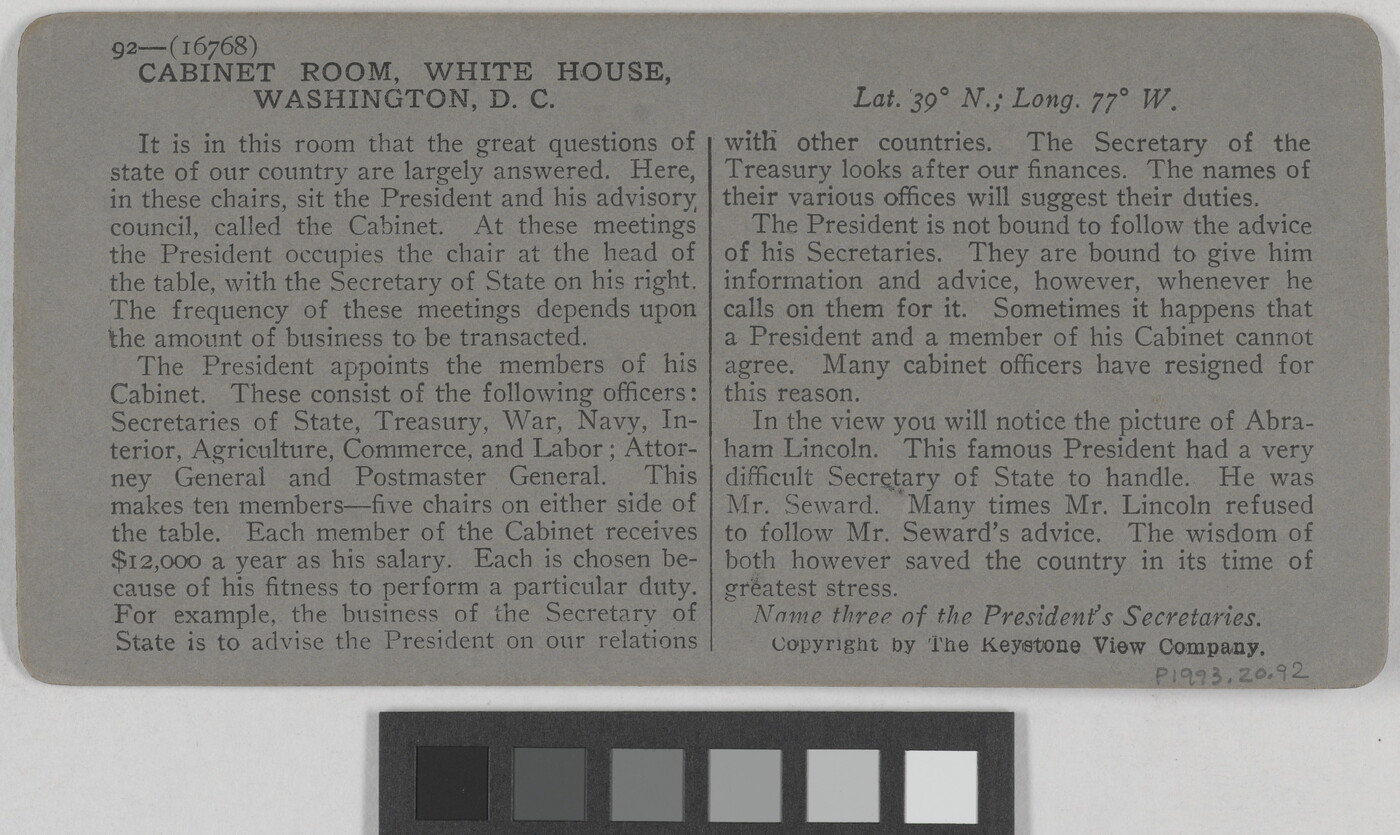 92—(16768)
CABINET ROOM, WHITE HOUSE,
WASHINGTON, D. C.
Lat. 39° N.; Long. 77° W.
It is in this room that the great questions of
state of our country are largely answered. Here,
in these chairs, sit the President and his advisory
council, called the Cabinet. At these meetings
the President occupies the chair at the head of
the table, with the Secretary of State on his right.
The frequency of these meetings depends upon
the amount of business to be transacted.
The President appoints the members of his
Cabinet. These consist of the following officers:
Secretaries of State, Treasury, War, Navy, In-
terior, Agriculture, Commerce, and Labor; Attor-
ney General and Postmaster General. This
makes ten members—five chairs on either side of
the table. Each member of the Cabinet receives
$12,000 a year as his salary. Each is chosen be-
cause of his fitness to perform a particular duty.
For example, the business of the Secretary of
State is to advise the President on our relations
with other countries. The Secretary of the
Treasury looks after our finances. The names of
their various offices will suggest their duties.
The President is not bound to follow the advice
of his Secretaries. They are bound to give him
information and advice, however, whenever he
calls on them for it. Sometimes it happens that
a President and a member of his Cabinet cannot
agree. Many cabinet officers have resigned for
this reason.
In the view you will notice the picture of Abra-
ham Lincoln. This famous President had a very
difficult Secretary of State to handle. He was
Mr. Seward. Many times Mr. Lincoln refused
to follow Mr. Seward's advice. The wisdom of
both however saved the country in its time of
greatest stress.
Name three of the President's Secretaries.
Copyright by The Keystone View Company.
P1993.20.92